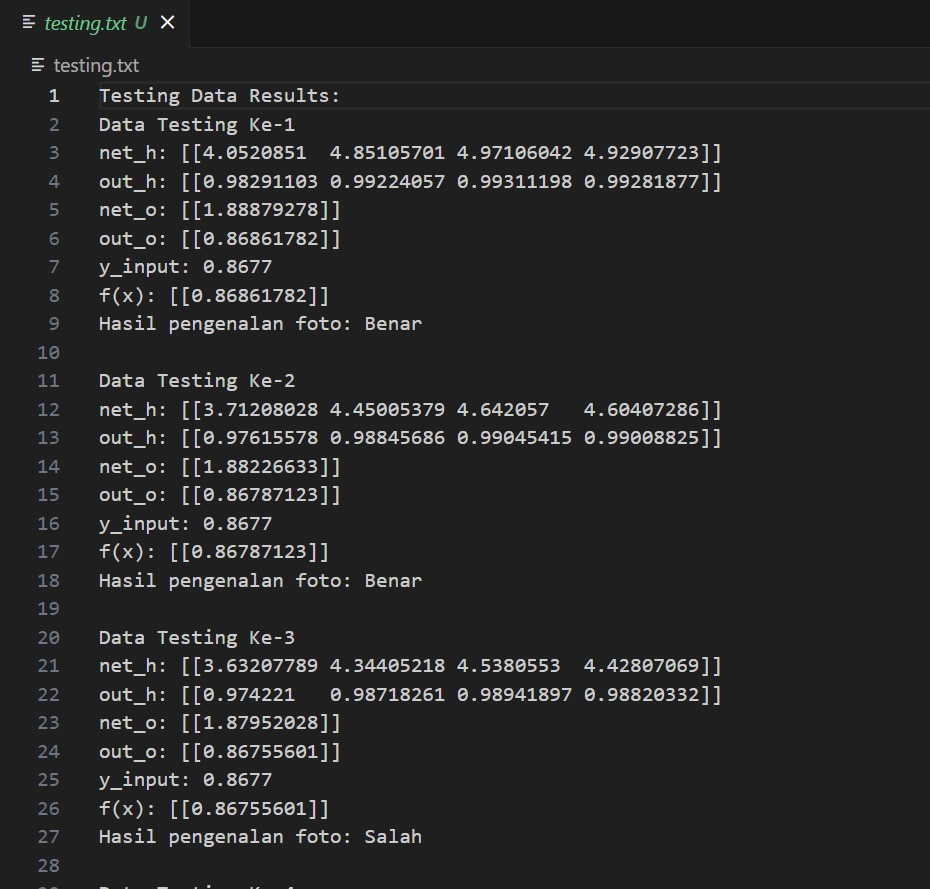 testing.txt U ×
testing.txt
1 Testing Data Results:
2 Data Testing Ke-1
3 net_h: [[4.0520851  4.85105701 4.97106042 4.92907723]]
4 out_h: [[0.98291103 0.99224057 0.99311198 0.99281877]]
5 net_o: [[1.88879278]]
6 out_o: [[0.86861782]]
7 y_input: 0.8677
8 f(x): [[0.86861782]]
9 Hasil pengenalan foto: Benar
10
11 Data Testing Ke-2
12 net_h: [[3.71208028 4.45005379 4.642057   4.60407286]]
13 out_h: [[0.97615578 0.98845686 0.99045415 0.99008825]]
14 net_o: [[1.88226633]]
15 out_o: [[0.86787123]]
16 y_input: 0.8677
17 f(x): [[0.86787123]]
18 Hasil pengenalan foto: Benar
19
20 Data Testing Ke-3
21 net_h: [[3.63207789 4.34405218 4.5380553  4.42807069]]
22 out_h: [[0.974221   0.98718261 0.98941897 0.98820332]]
23 net_o: [[1.87952028]]
24 out_o: [[0.86755601]]
25 y_input: 0.8677
26 f(x): [[0.86755601]]
27 Hasil pengenalan foto: Salah
28